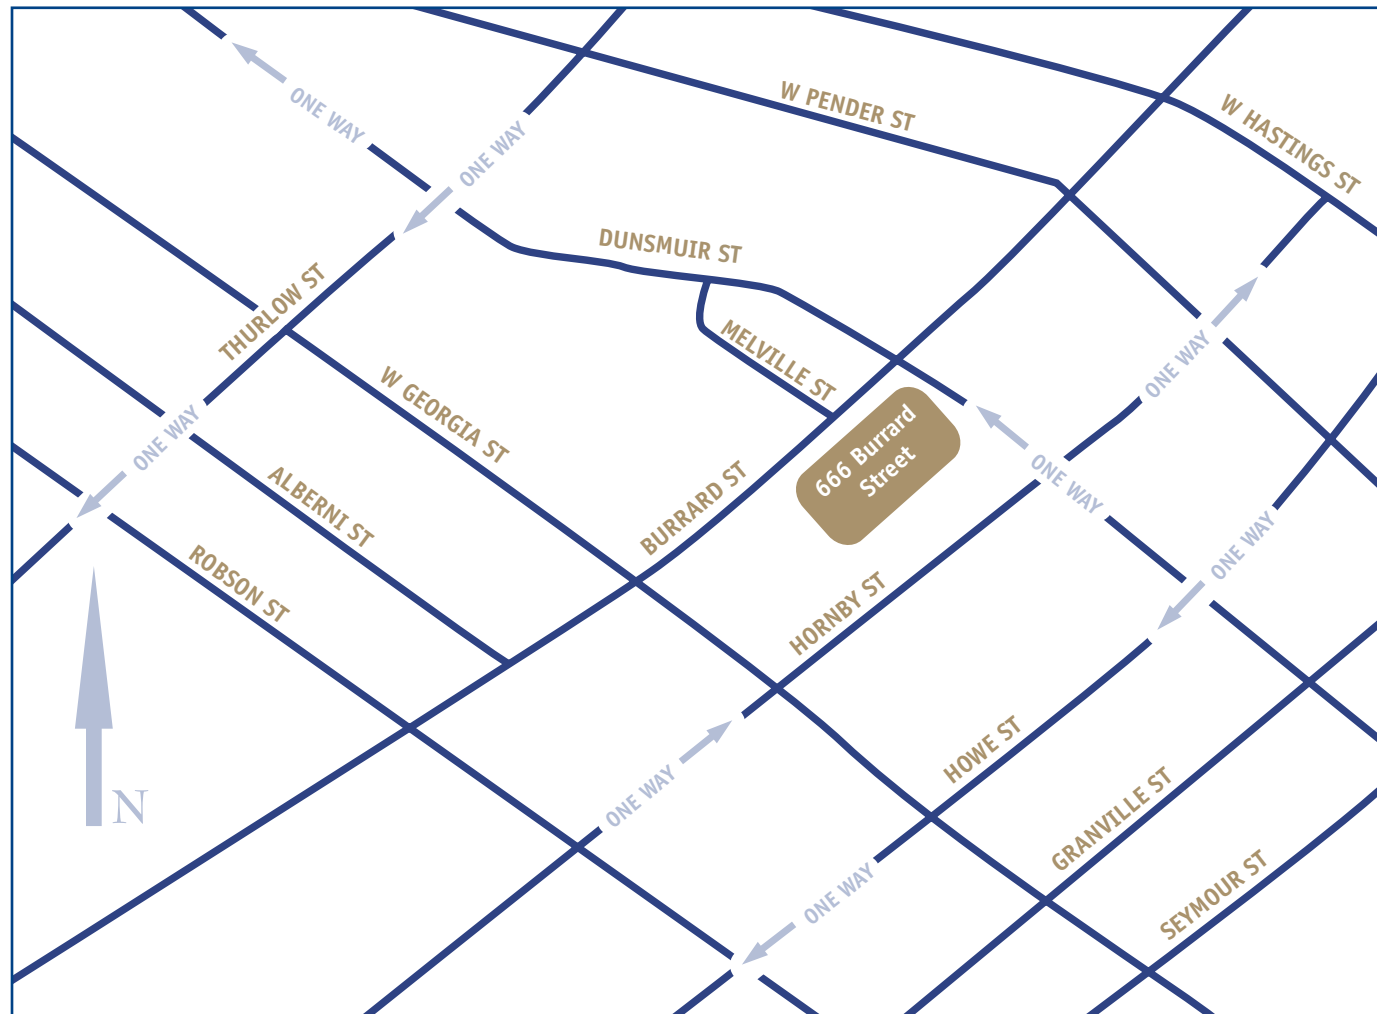 W PENDER ST
W HASTINGS ST
ONE WAY
ONE WAY
DUNSMUIR ST
THURLOW ST
MELVILLE ST
ONE WAY
W GEORGIA ST
ONE WAY
666 Burrard
Street
BURRARD ST
ONE WAY
ALBERNI ST
ONE WAY
ROBSON ST
HORNBY ST
HOWE ST
ONE WAY
N
GRANVILLE ST
ONE WAY
SEYMOUR ST